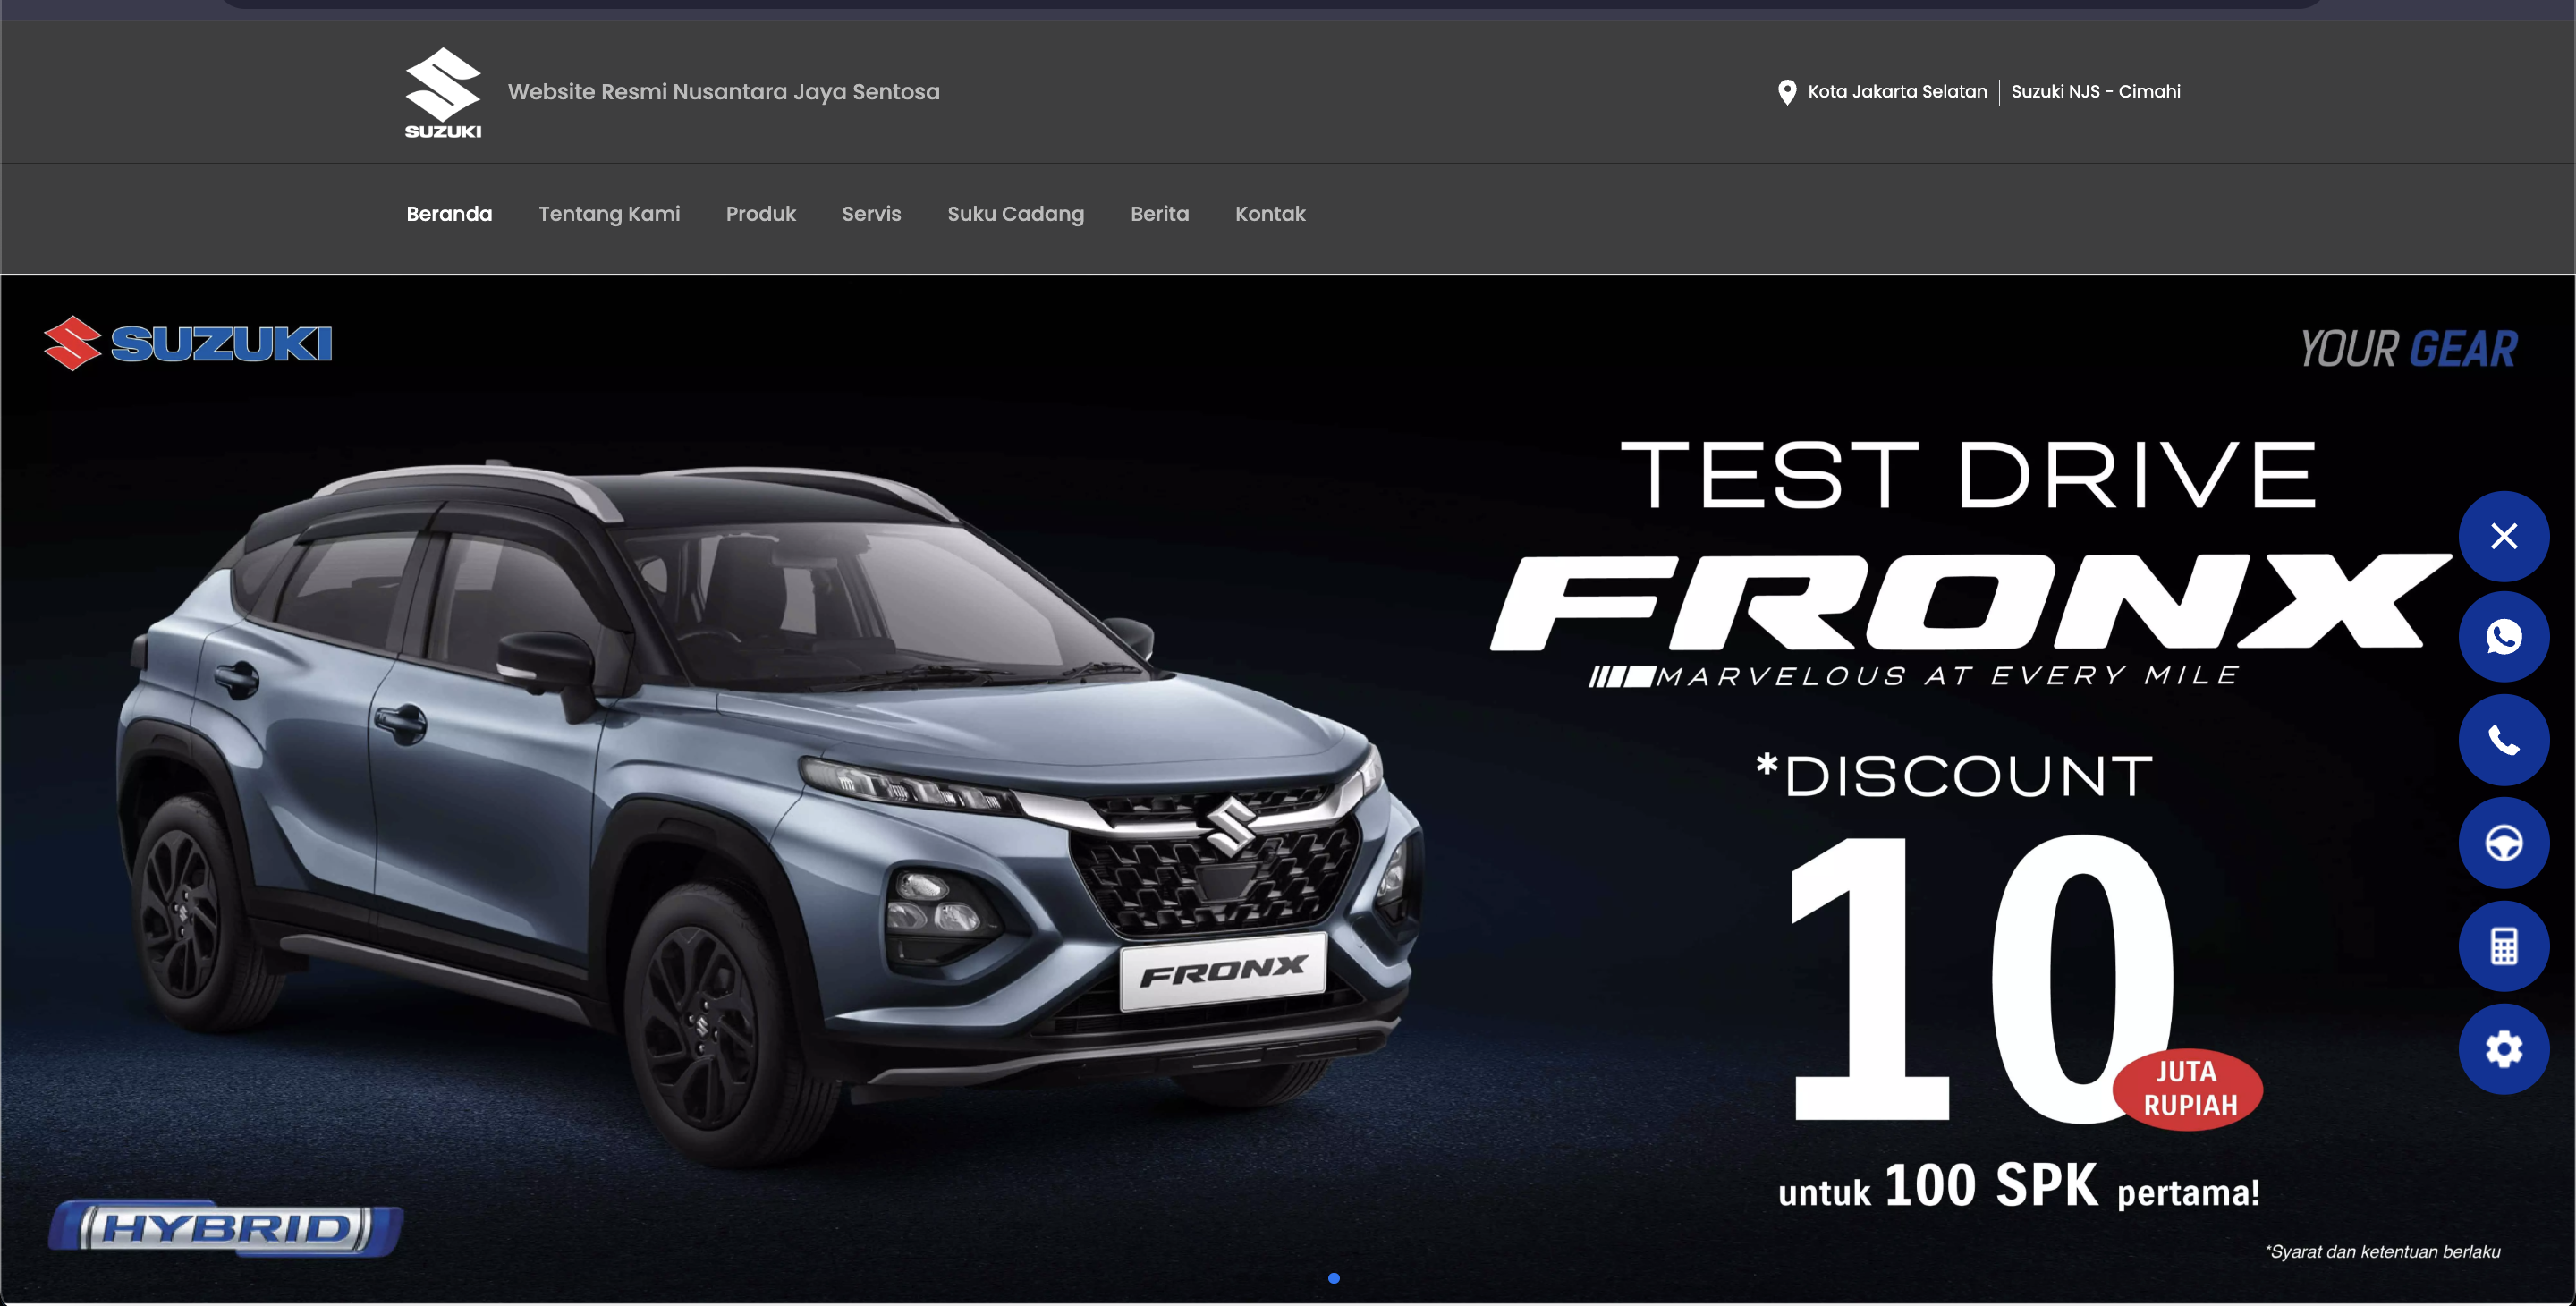 SUZUKI
Website Resmi Nusantara Jaya Sentosa
Kota Jakarta Selatan
Suzuki NJS - Cimahi
Beranda
Tentang Kami
Produk
Servis
Suku Cadang
Berita
Kontak
SUZUKI
YOUR GEAR
TEST DRIVE
FRONX
MARVELOUS AT EVERY MILE
*DISCOUNT
10
JUTA
RUPIAH
untuk 100 SPK pertama!
FRONX
HYBRID
*Syarat dan ketentuan berlaku